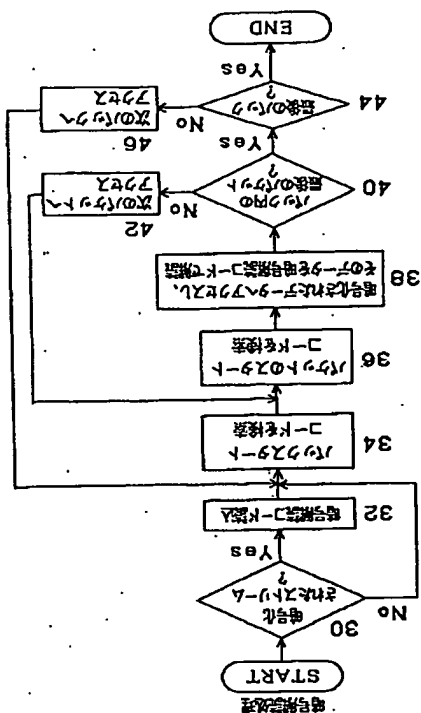 暗号解読処理
START
30
暗号化
されたストリーム
?
No
Yes
32
暗号解読コード読込
34
パックスタート
コードを検索
36
パケットのスタート
コードを検索
38
暗号化されたデータへアクセスし、
そのデータを暗号解読コードで解読
40
パック内の
最後のパケット
?
No
42
次のパケットへ
アクセス
Yes
44
最後のパック
?
No
46
次のパックへ
アクセス
Yes
END